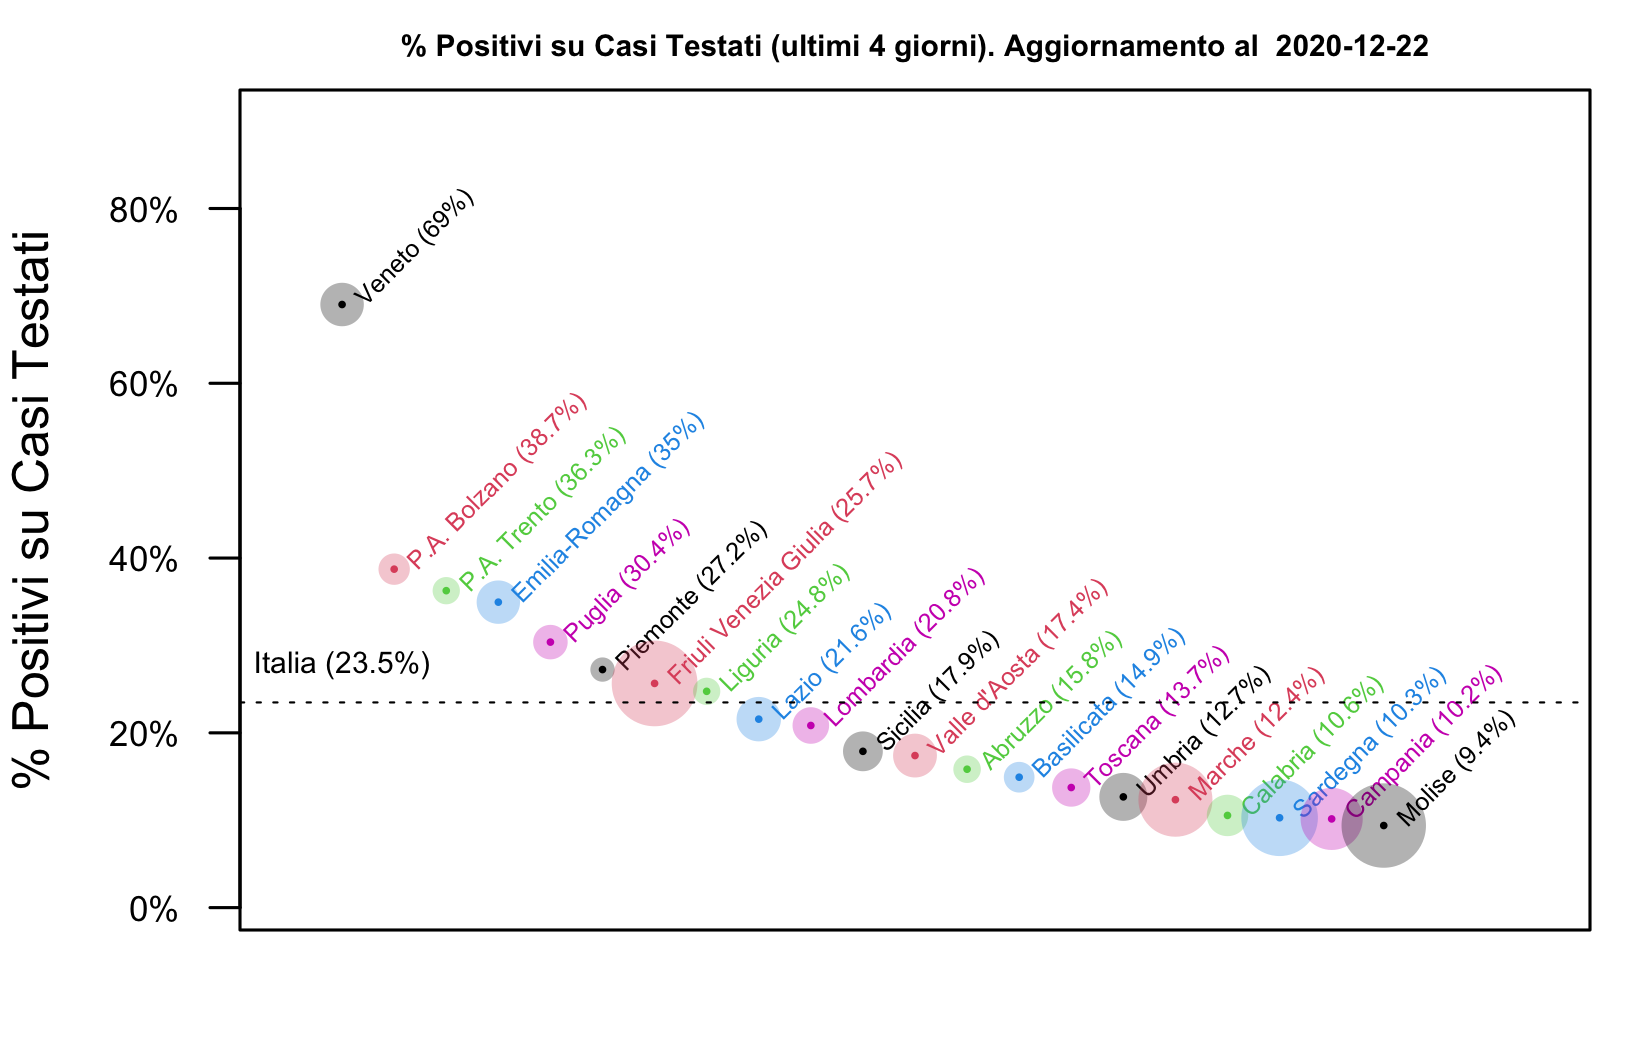 % Positivi su Casi Testati (ultimi 4 giorni). Aggiornamento al  2020-12-22
% Positivi su Casi Testati
80%
60%
40%
20%
0%
Italia (23.5%)
Veneto (69%)
P.A. Bolzano (38.7%)
P.A. Trento (36.3%)
Emilia-Romagna (35%)
Puglia (30.4%)
Piemonte (27.2%)
Friuli Venezia Giulia (25.7%)
Liguria (24.8%)
Lazio (21.6%)
Lombardia (20.8%)
Sicilia (17.9%)
Valle d'Aosta (17.4%)
Abruzzo (15.8%)
Basilicata (14.9%)
Toscana (13.7%)
Umbria (12.7%)
Marche (12.4%)
Calabria (10.6%)
Sardegna (10.3%)
Campania (10.2%)
Molise (9.4%)